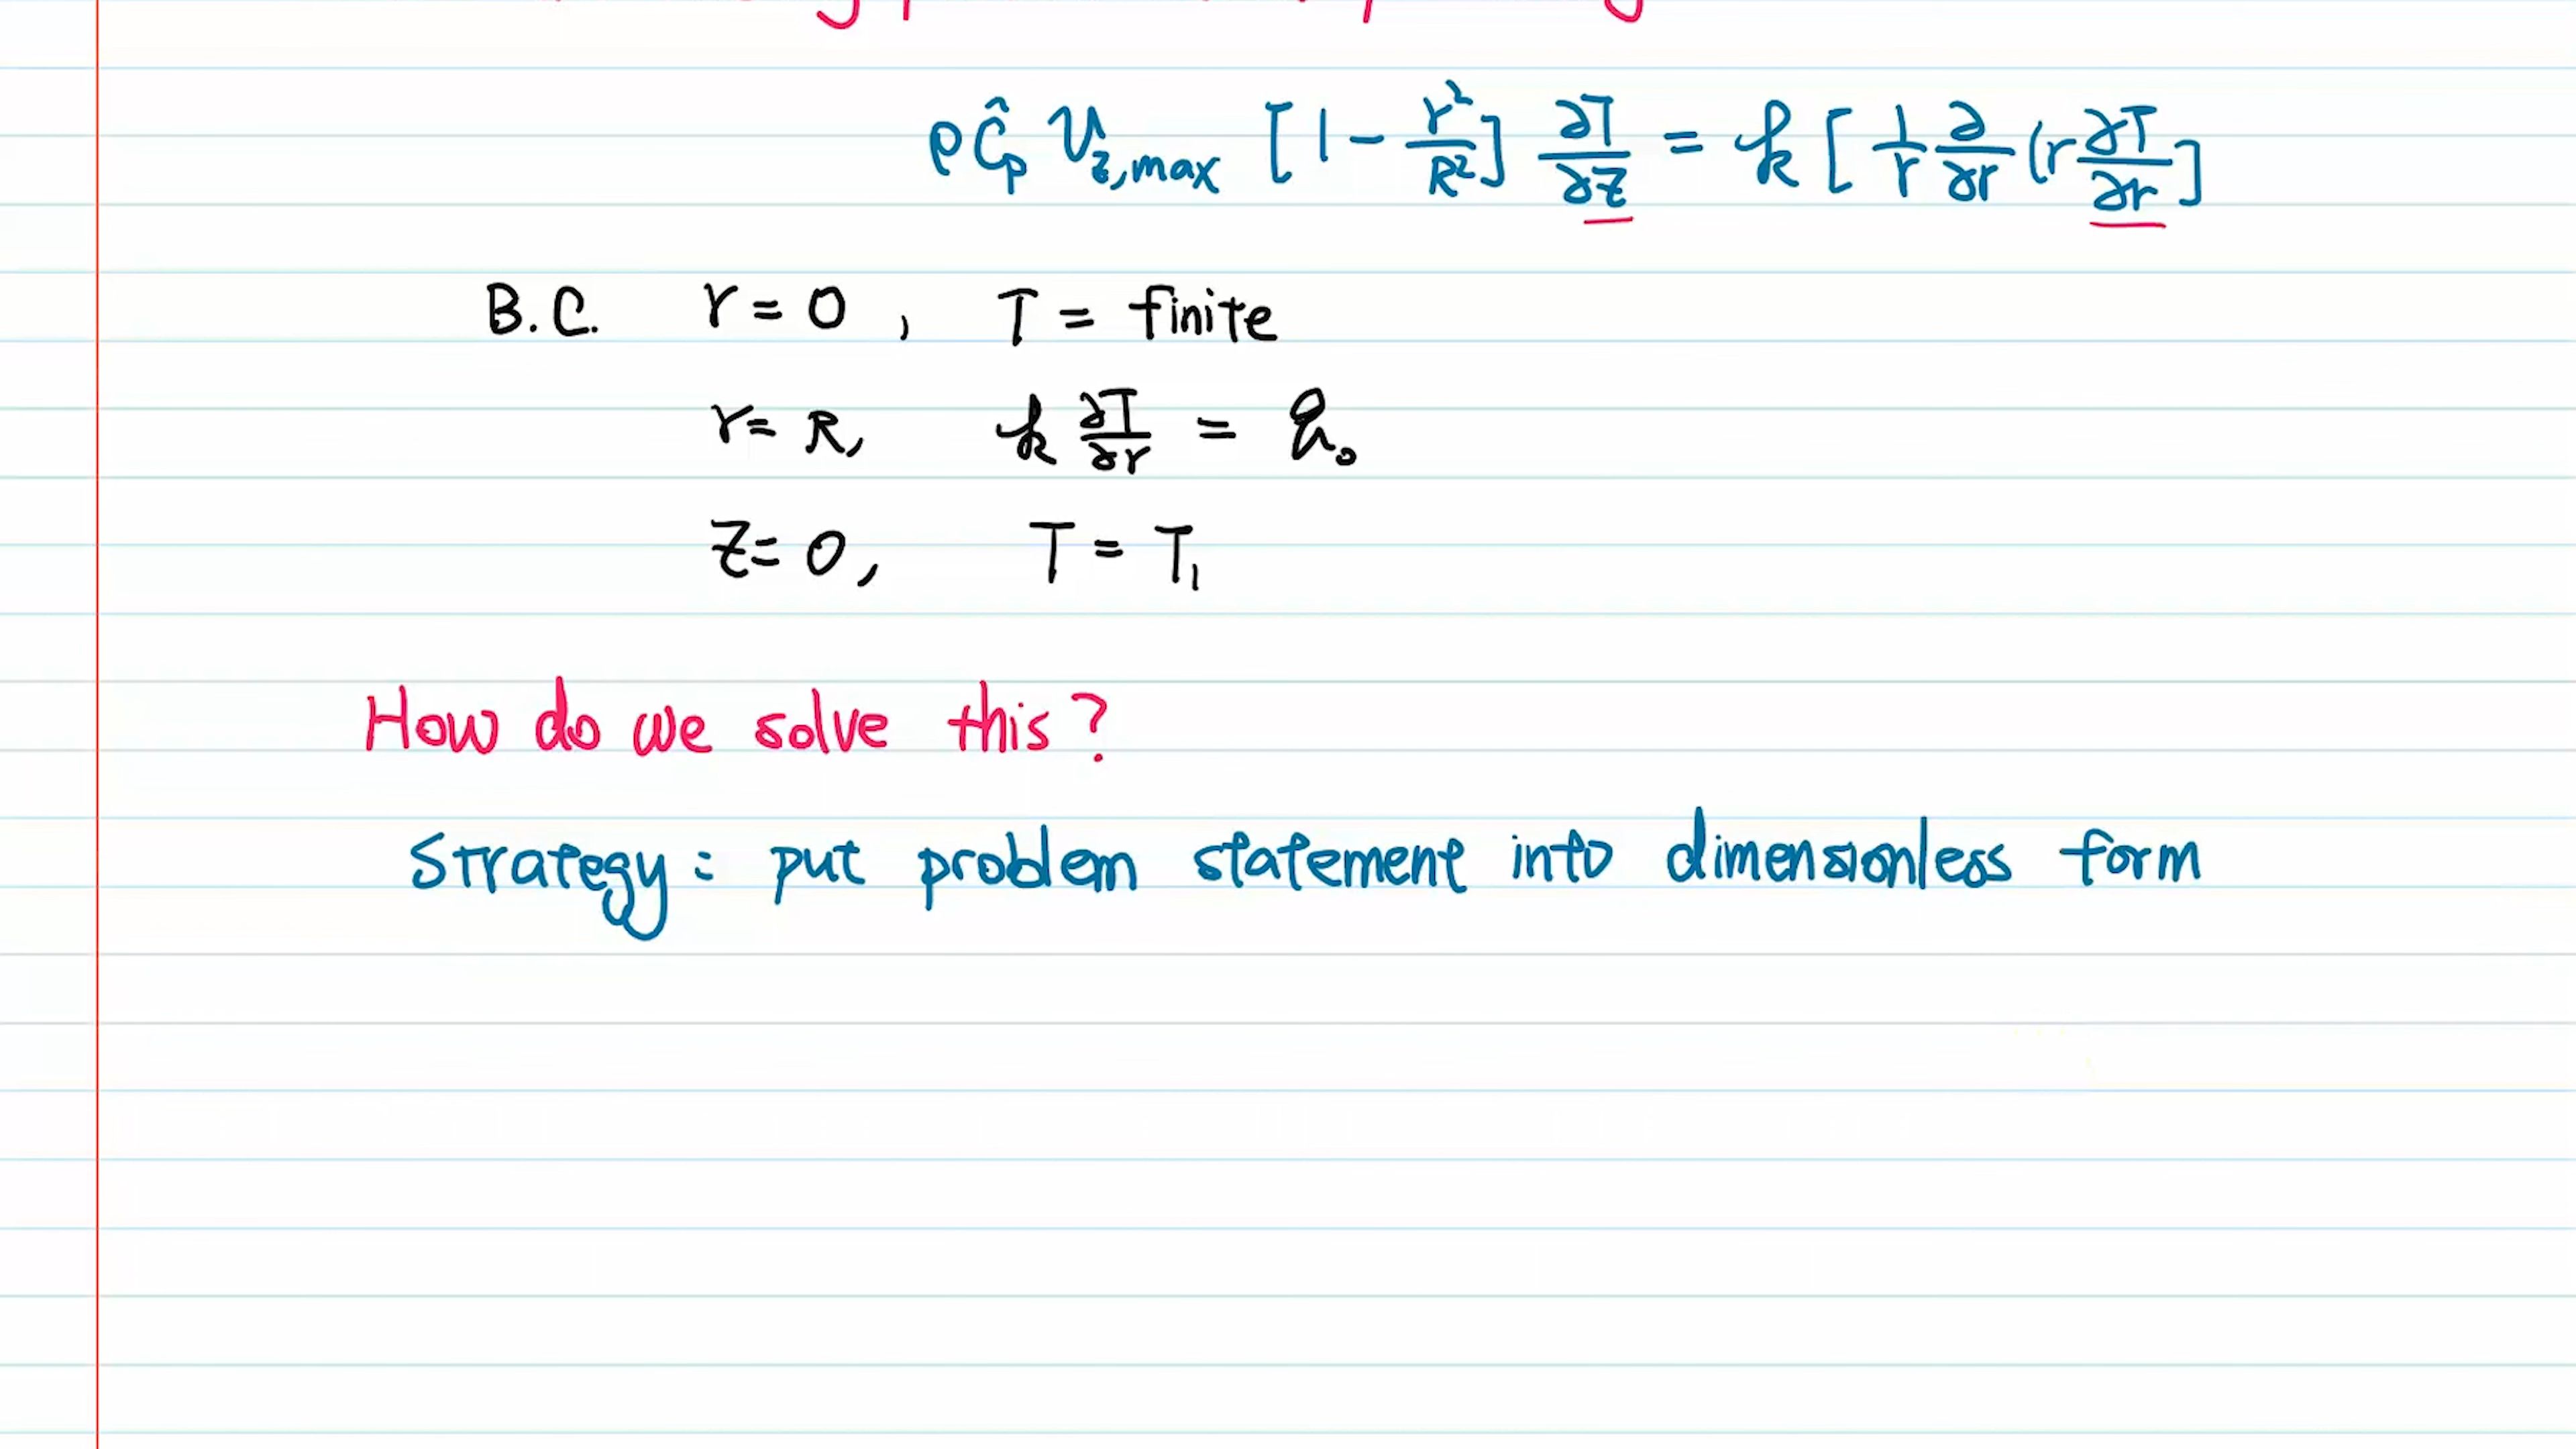 ρĈp 𝒱z,max [1 - r²/R²] ∂T/∂z = k [1/r ∂/∂r (r ∂T/∂r]
B.C. r = 0 , T = finite
r = R, k ∂T/∂r = q₀
z = 0, T = T₁
How do we solve this?
Strategy: put problem statement into dimensionless form